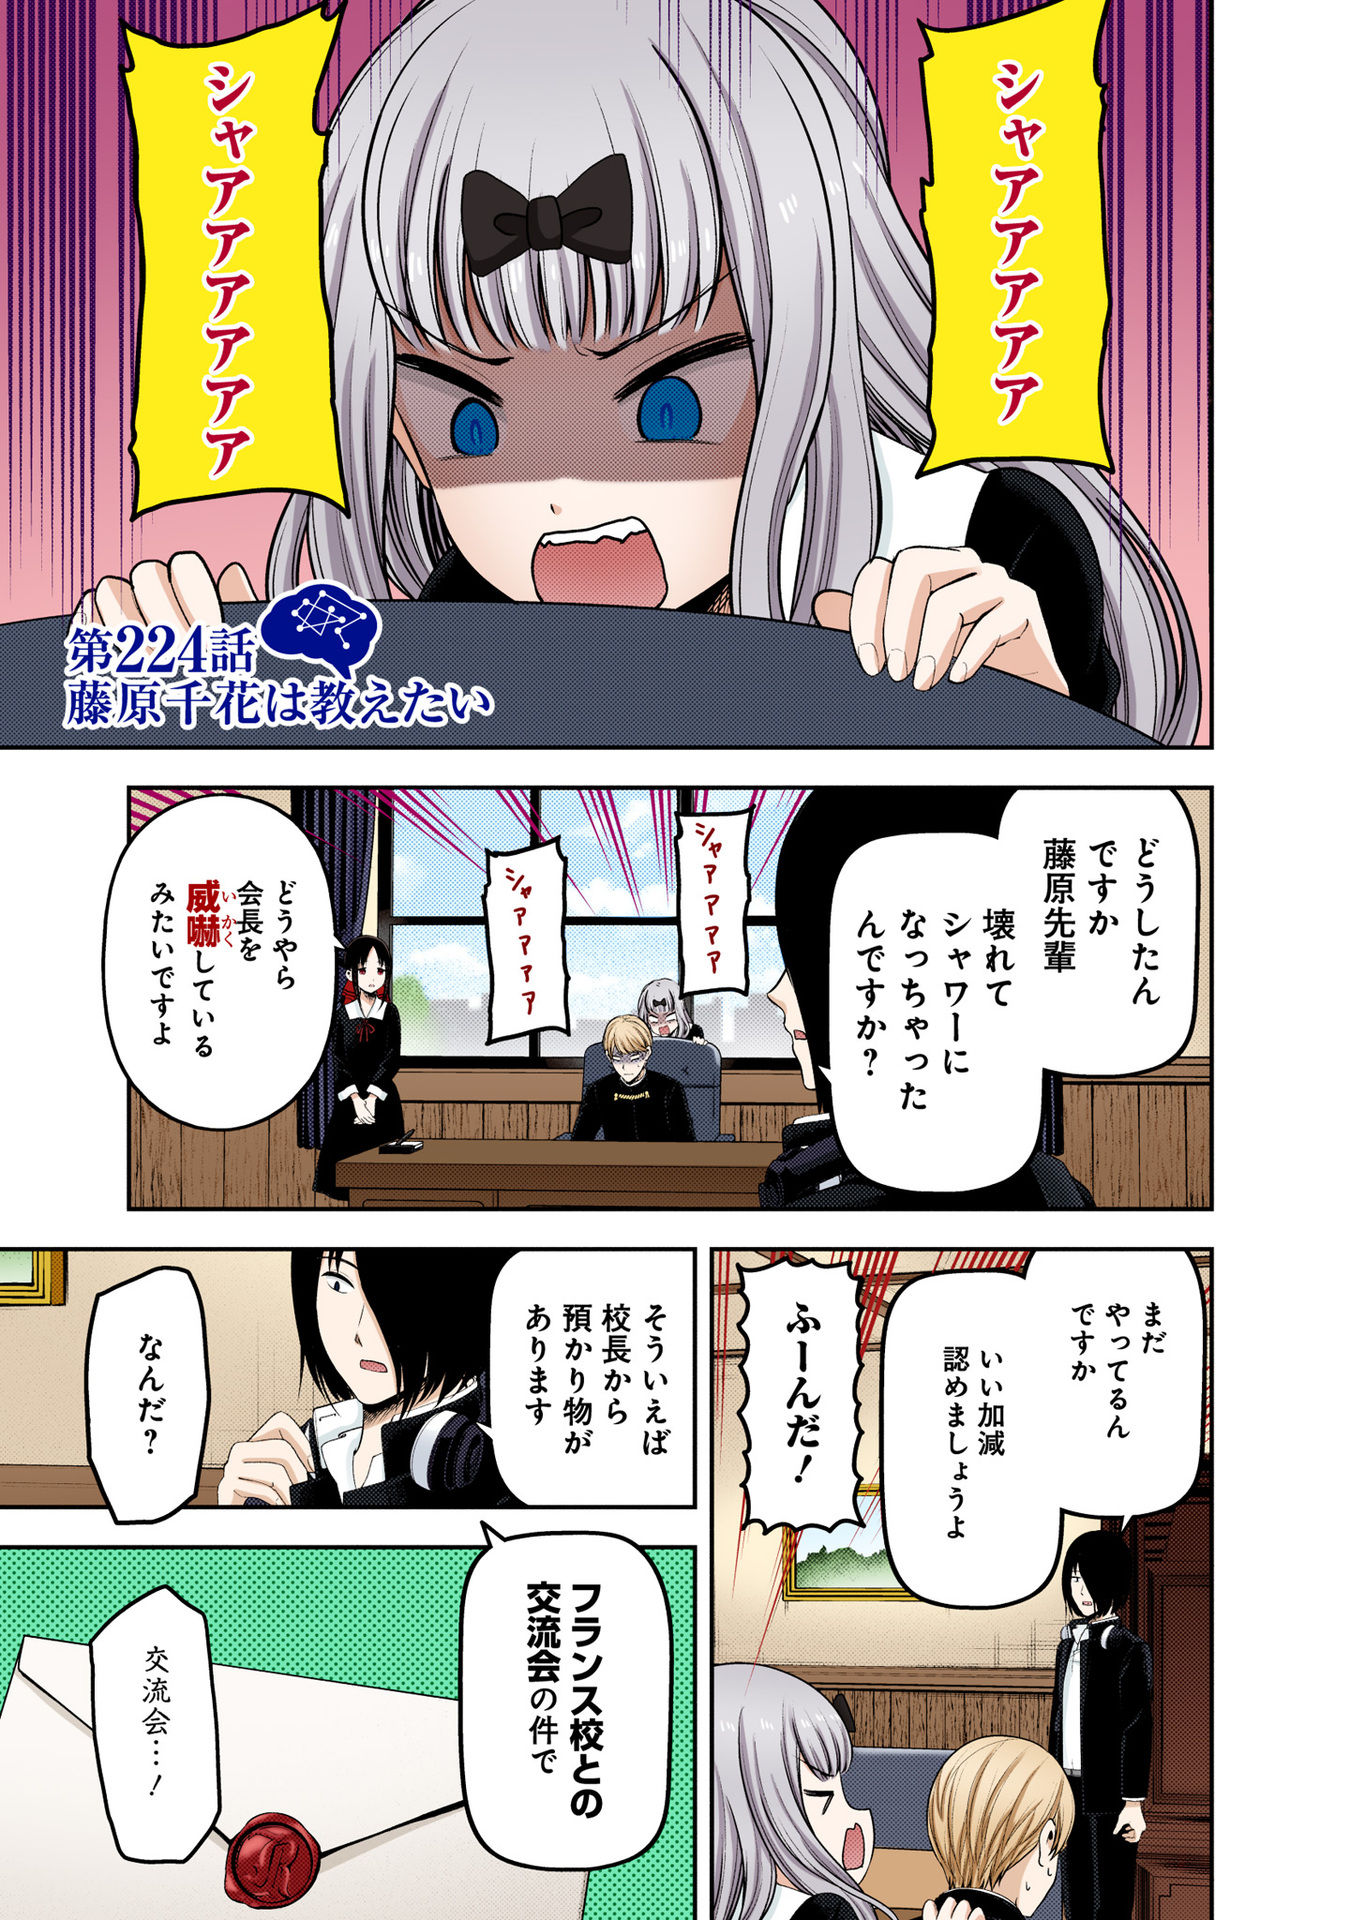 シャアアアアアア
シャアアアアアア
第224話
藤原千花は教えたい
どうしたん
ですか
藤原先輩
壊れて
シャワーに
なっちゃった
んですか?
シャアアアアア
シャアアアアア
どうやら
会長を
威嚇している
いかく
みたいですよ
まだ
やってるん
ですか
いい加減
認めましょうよ
ふーんだ!
そういえば
校長から
預かり物が
あります
なんだ?
フランス校との
交流会の件で
交流会…!
R